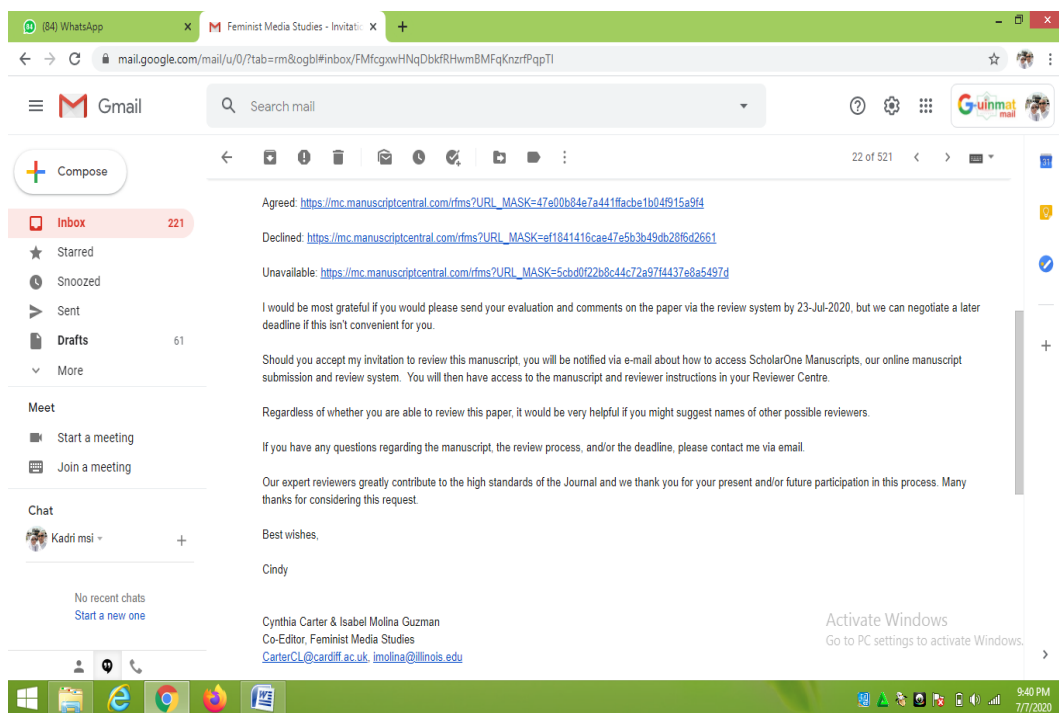 84 (84) WhatsApp
Feminist Media Studies - Invitatio
mail.google.com/mail/u/0/?tab=rm&ogbl#inbox/FMfcgxwHNqDbkfRHwmBMFqKnzrfPqpTl
Gmail
Search mail
G-uinmat
mail
Compose
22 of 521
31
Inbox 221
Starred
Snoozed
Sent
Drafts 61
More
Meet
Start a meeting
Join a meeting
Chat
Kadri msi
No recent chats
Start a new one
Agreed: https://mc.manuscriptcentral.com/rfms?URL_MASK=47e00b84e7a441ffacbe1b04f915a9f4
Declined: https://mc.manuscriptcentral.com/rfms?URL_MASK=ef1841416cae47e5b3b49db28f6d2661
Unavailable: https://mc.manuscriptcentral.com/rfms?URL_MASK=5cbd0f22b8c44c72a97f4437e8a5497d
I would be most grateful if you would please send your evaluation and comments on the paper via the review system by 23-Jul-2020, but we can negotiate a later
deadline if this isn't convenient for you.
Should you accept my invitation to review this manuscript, you will be notified via e-mail about how to access ScholarOne Manuscripts, our online manuscript
submission and review system. You will then have access to the manuscript and reviewer instructions in your Reviewer Centre.
Regardless of whether you are able to review this paper, it would be very helpful if you might suggest names of other possible reviewers.
If you have any questions regarding the manuscript, the review process, and/or the deadline, please contact me via email.
Our expert reviewers greatly contribute to the high standards of the Journal and we thank you for your present and/or future participation in this process. Many
thanks for considering this request.
Best wishes,
Cindy
Cynthia Carter & Isabel Molina Guzman
Co-Editor, Feminist Media Studies
CarterCL@cardiff.ac.uk, imolina@illinois.edu
Activate Windows
Go to PC settings to activate Windows.
9:40 PM
7/7/2020